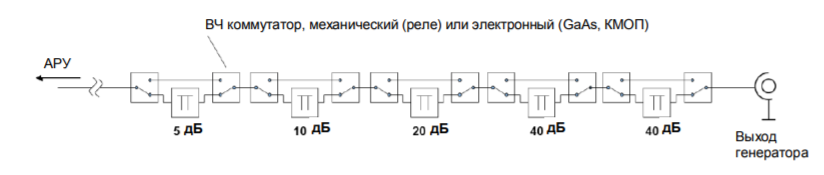 ВЧ коммутатор, механический (реле) или электронный (GaAs, КМОП)
АРУ
5 дБ
10 дБ
20 дБ
40 дБ
40 дБ
Выход
генератора